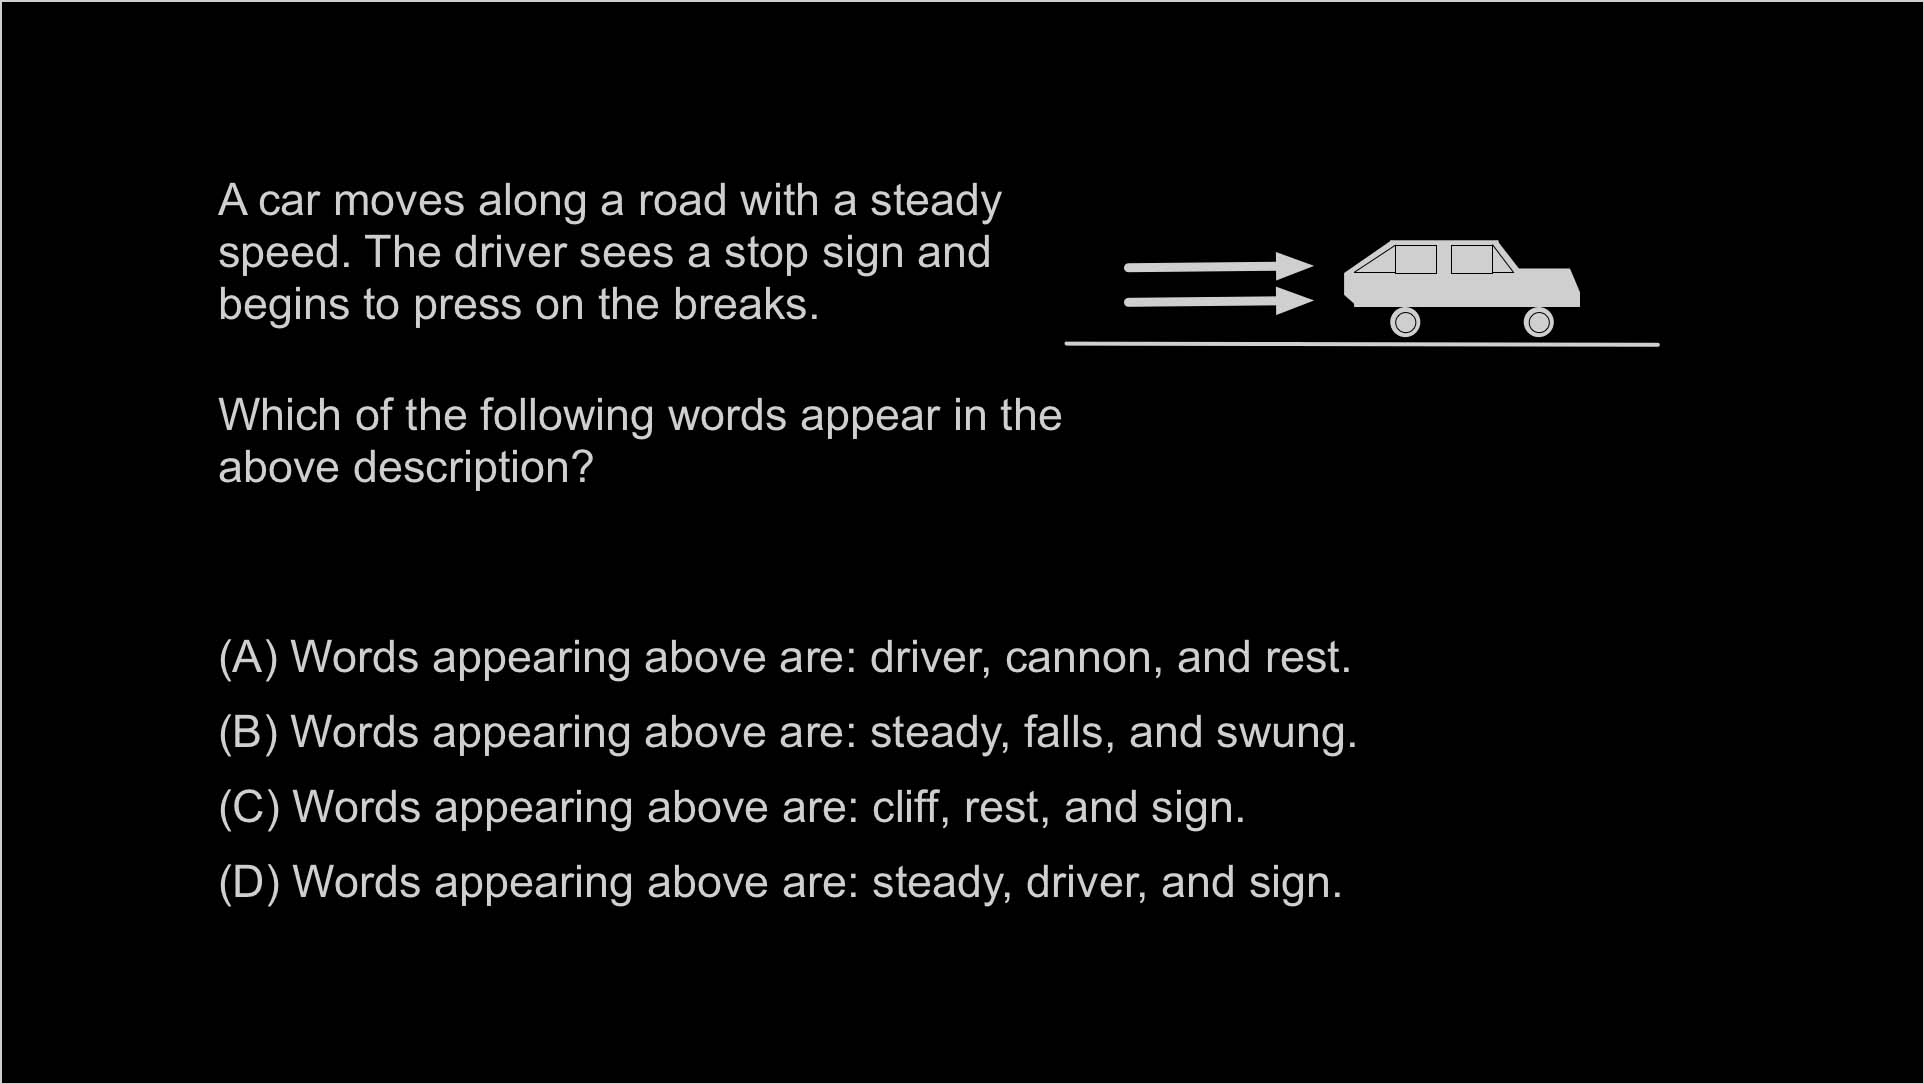 A car moves along a road with a steady
speed. The driver sees a stop sign and
begins to press on the breaks.
Which of the following words appear in the
above description?
(A) Words appearing above are: driver, cannon, and rest.
(B) Words appearing above are: steady, falls, and swung.
(C) Words appearing above are: cliff, rest, and sign.
(D) Words appearing above are: steady, driver, and sign.